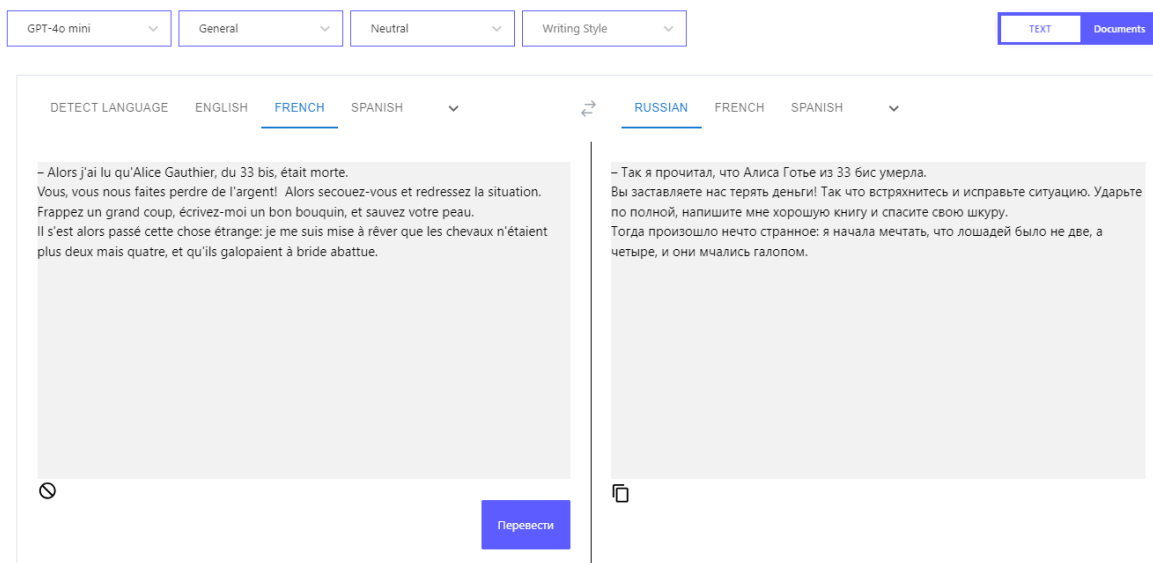 GPT-4o mini
General
Neutral
Writing Style
TEXT
Documents
DETECT LANGUAGE
ENGLISH
FRENCH
SPANISH
RUSSIAN
FRENCH
SPANISH
– Alors j'ai lu qu'Alice Gauthier, du 33 bis, était morte.
Vous, vous nous faites perdre de l'argent!  Alors secouez-vous et redressez la situation.
Frappez un grand coup, écrivez-moi un bon bouquin, et sauvez votre peau.
Il s'est alors passé cette chose étrange: je me suis mise à rêver que les chevaux n'étaient
plus deux mais quatre, et qu'ils galopaient à bride abattue.
– Так я прочитал, что Алиса Готье из 33 бис умерла.
Вы заставляете нас терять деньги! Так что встряхнитесь и исправьте ситуацию. Ударьте
по полной, напишите мне хорошую книгу и спасите свою шкуру.
Тогда произошло нечто странное: я начала мечтать, что лошадей было не две, а
четыре, и они мчались галопом.
Перевести